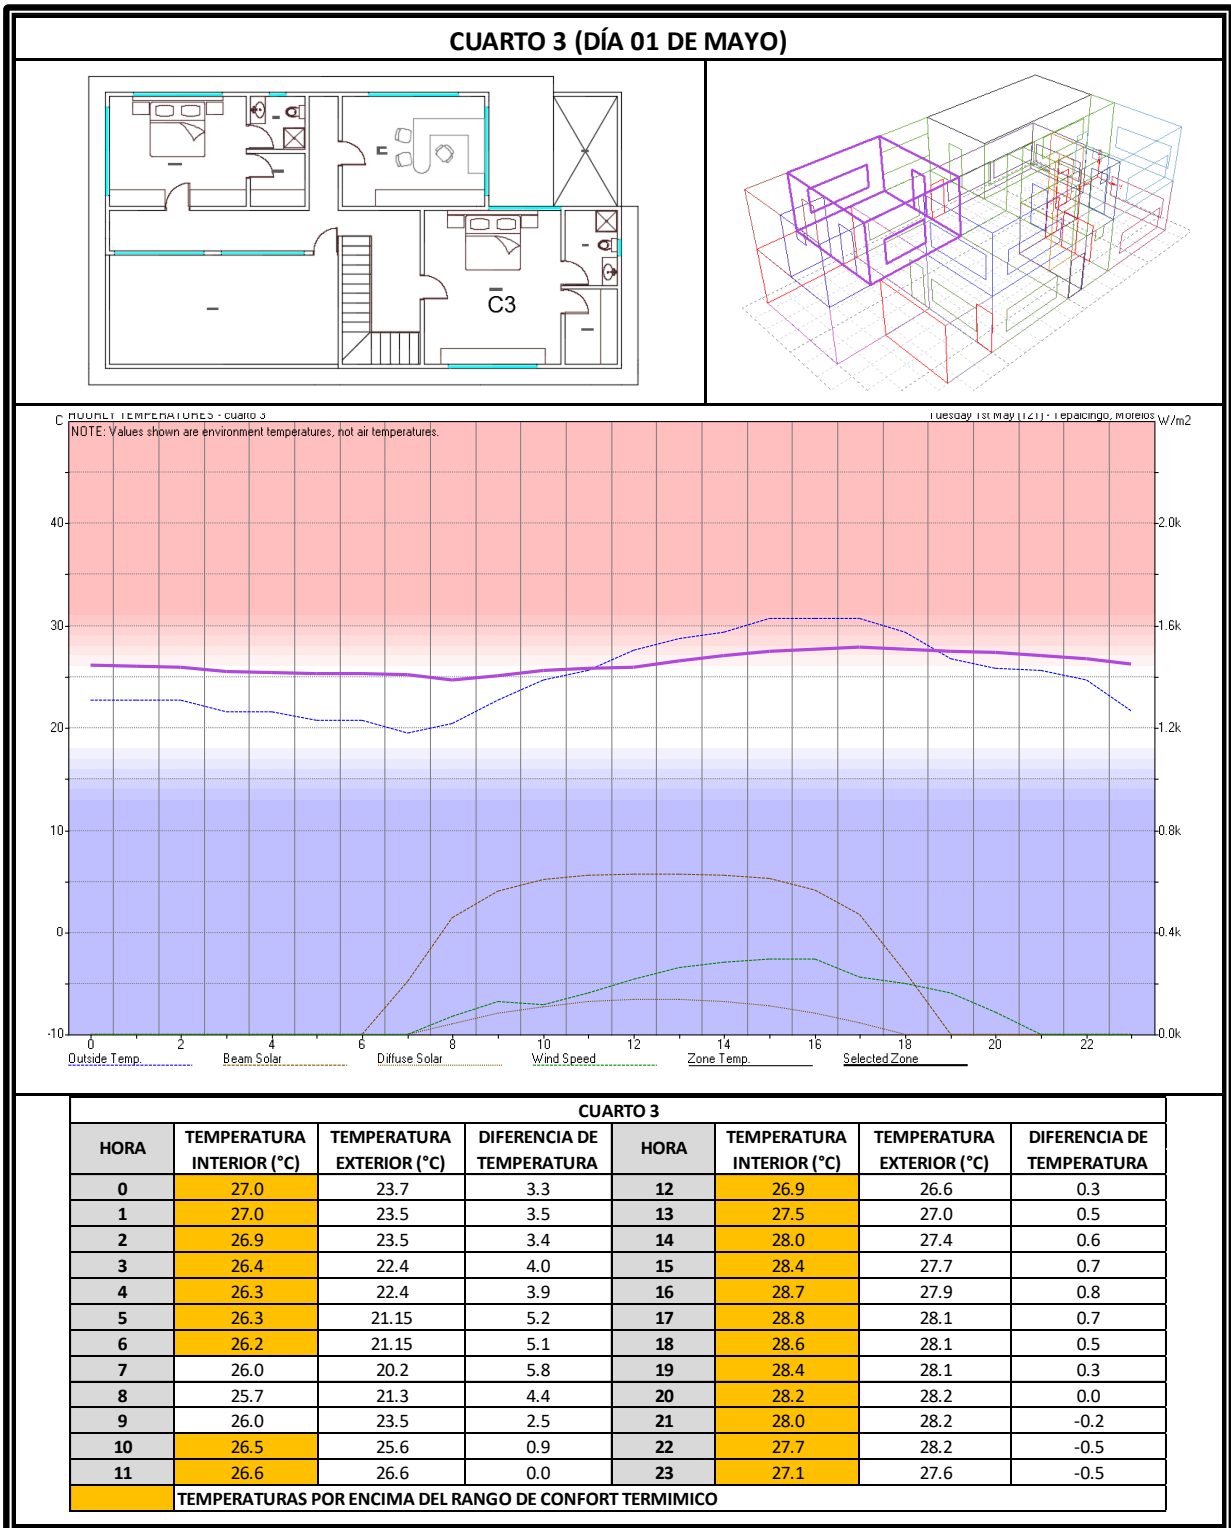 CUARTO 3 (DÍA 01 DE MAYO)
C3
C
HOURLY TEMPERATURES - cuarto 3
Tuesday 1st May (121) - Tepalcingo, Morelos
W/m2
NOTE: Values shown are environment temperatures, not air temperatures.
40
2.0k
30
1.6k
20
1.2k
10
0.8k
0
0.4k
-10
0.0k
0 2 4 6 8 10 12 14 16 18 20 22
Outside Temp. Beam Solar Diffuse Solar Wind Speed Zone Temp. Selected Zone
CUARTO 3
HORA TEMPERATURA INTERIOR (°C) TEMPERATURA EXTERIOR (°C) DIFERENCIA DE TEMPERATURA HORA TEMPERATURA INTERIOR (°C) TEMPERATURA EXTERIOR (°C) DIFERENCIA DE TEMPERATURA
0 27.0 23.7 3.3 12 26.9 26.6 0.3
1 27.0 23.5 3.5 13 27.5 27.0 0.5
2 26.9 23.5 3.4 14 28.0 27.4 0.6
3 26.4 22.4 4.0 15 28.4 27.7 0.7
4 26.3 22.4 3.9 16 28.7 27.9 0.8
5 26.3 21.15 5.2 17 28.8 28.1 0.7
6 26.2 21.15 5.1 18 28.6 28.1 0.5
7 26.0 20.2 5.8 19 28.4 28.1 0.3
8 25.7 21.3 4.4 20 28.2 28.2 0.0
9 26.0 23.5 2.5 21 28.0 28.2 -0.2
10 26.5 25.6 0.9 22 27.7 28.2 -0.5
11 26.6 26.6 0.0 23 27.1 27.6 -0.5
TEMPERATURAS POR ENCIMA DEL RANGO DE CONFORT TERMIMICO